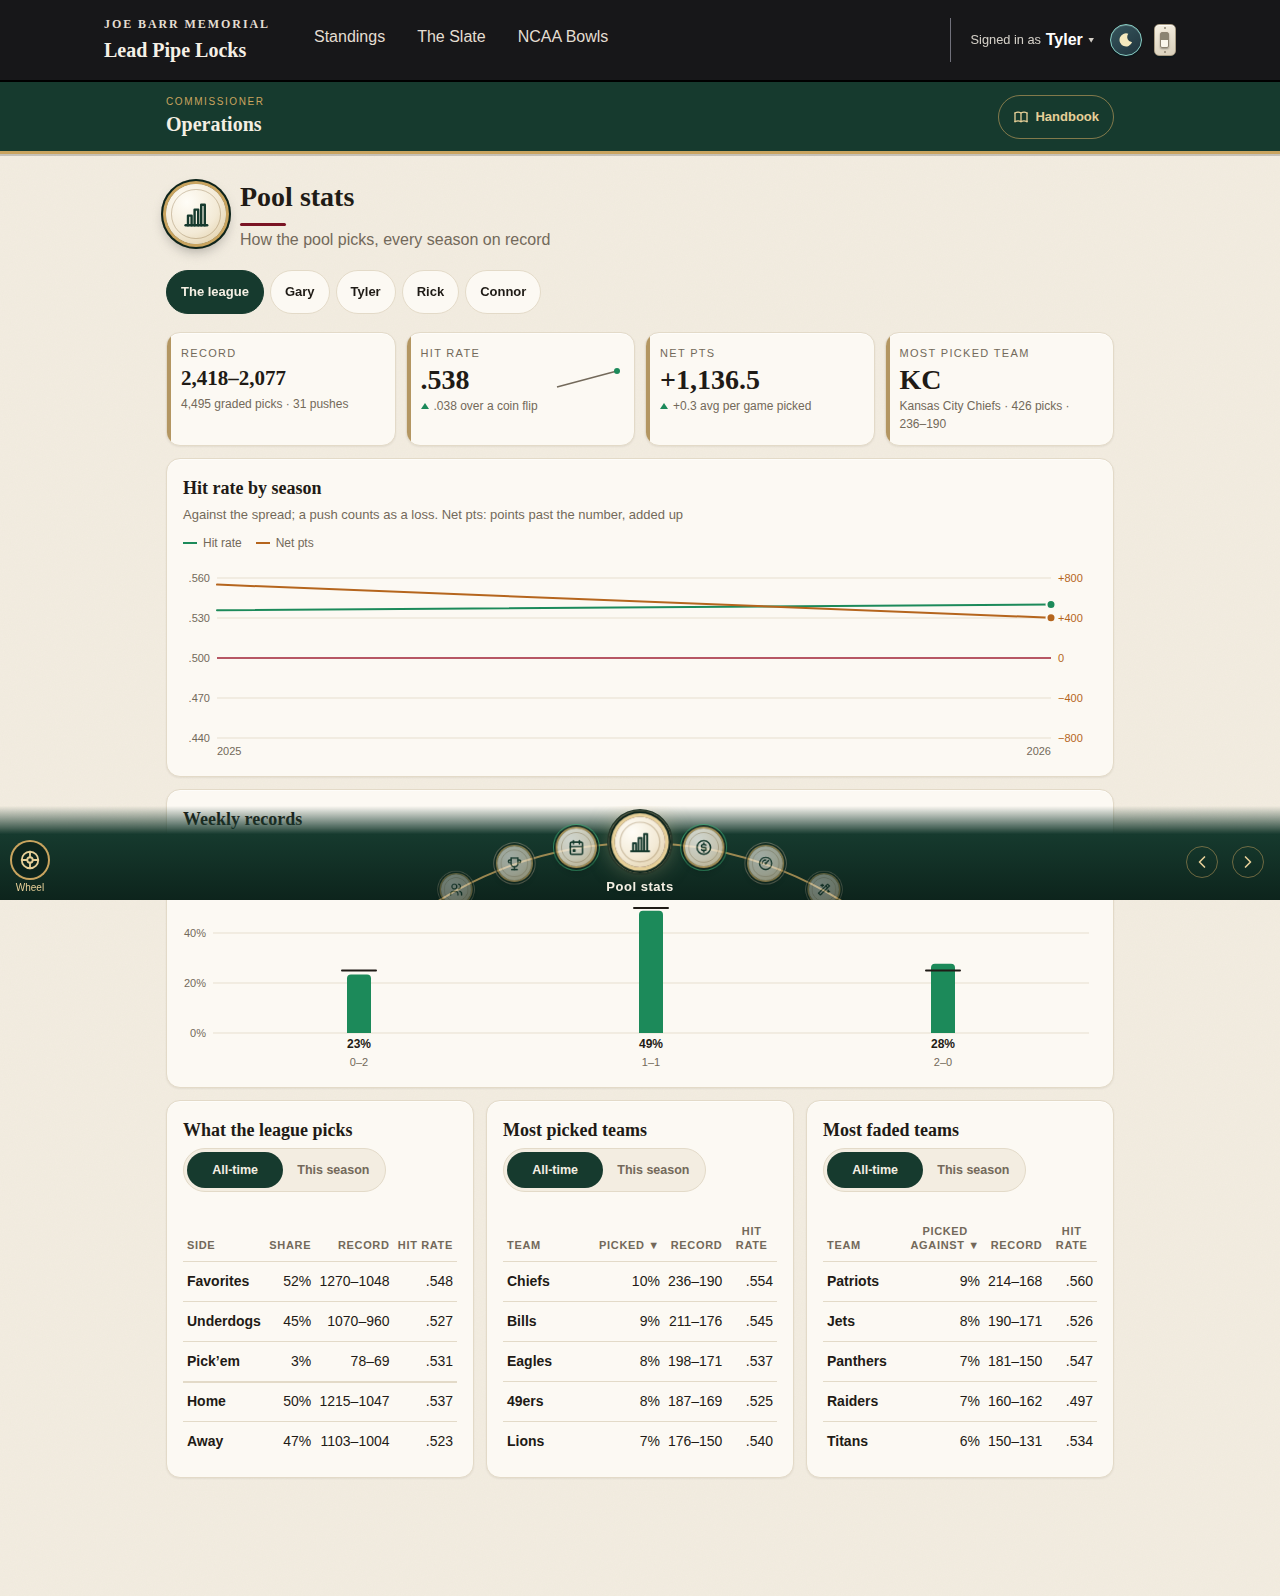 JOE BARR MEMORIAL
Lead Pipe Locks
Standings
The Slate
NCAA Bowls
Signed in as Tyler ▾
COMMISSIONER
Operations
Handbook
Pool stats
How the pool picks, every season on record
The league
Gary
Tyler
Rick
Connor
RECORD
2,418–2,077
4,495 graded picks · 31 pushes
HIT RATE
.538
.038 over a coin flip
NET PTS
+1,136.5
+0.3 avg per game picked
MOST PICKED TEAM
KC
Kansas City Chiefs · 426 picks ·
236–190
Hit rate by season
Against the spread; a push counts as a loss. Net pts: points past the number, added up
Hit rate
Net pts
.560 +800
.530 +400
.500 0
.470 −400
.440 −800
2025 2026
Weekly records
Wheel
Pool stats
40%
20%
0%
23% 49% 28%
0–2 1–1 2–0
What the league picks
All-time This season
SIDE SHARE RECORD HIT RATE
Favorites 52% 1270–1048 .548
Underdogs 45% 1070–960 .527
Pick’em 3% 78–69 .531
Home 50% 1215–1047 .537
Away 47% 1103–1004 .523
Most picked teams
All-time This season
TEAM PICKED ▼ RECORD HIT RATE
Chiefs 10% 236–190 .554
Bills 9% 211–176 .545
Eagles 8% 198–171 .537
49ers 8% 187–169 .525
Lions 7% 176–150 .540
Most faded teams
All-time This season
TEAM PICKED AGAINST ▼ RECORD HIT RATE
Patriots 9% 214–168 .560
Jets 8% 190–171 .526
Panthers 7% 181–150 .547
Raiders 7% 160–162 .497
Titans 6% 150–131 .534